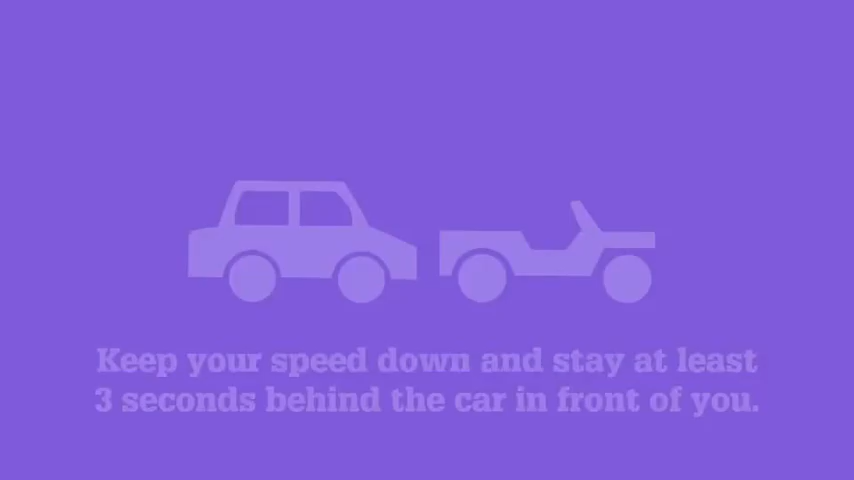 Keep your speed down and stay at least
3 seconds behind the car in front of you.